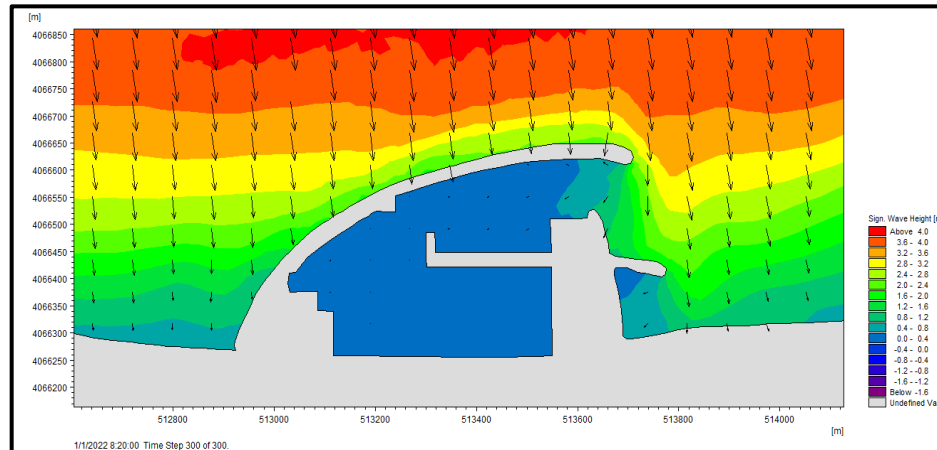 [m]
4066850
4066800
4066750
4066700
4066650
4066600
4066550
4066500
4066450
4066400
4066350
4066300
4066250
4066200
512800 513000 513200 513400 513600 513800 514000
[m]
1/1/2022 8:20:00 Time Step 300 of 300.
Sign. Wave Height [m
Above 4.0
3.6 - 4.0
3.2 - 3.6
2.8 - 3.2
2.4 - 2.8
2.0 - 2.4
1.6 - 2.0
1.2 - 1.6
0.8 - 1.2
0.4 - 0.8
0.0 - 0.4
-0.4 - 0.0
-0.8 - -0.4
-1.2 - -0.8
-1.6 - -1.2
Below -1.6
Undefined Va